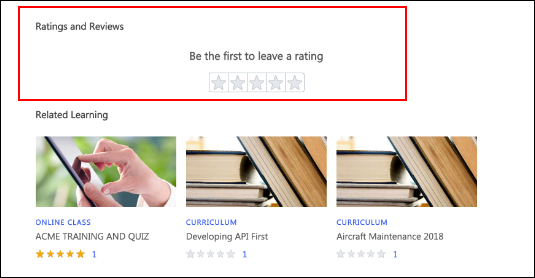 Ratings and Reviews
Be the first to leave a rating
Related Learning
ONLINE CLASS
ACME TRAINING AND QUIZ
1
CURRICULUM
Developing API First
1
CURRICULUM
Aircraft Maintenance 2018
1